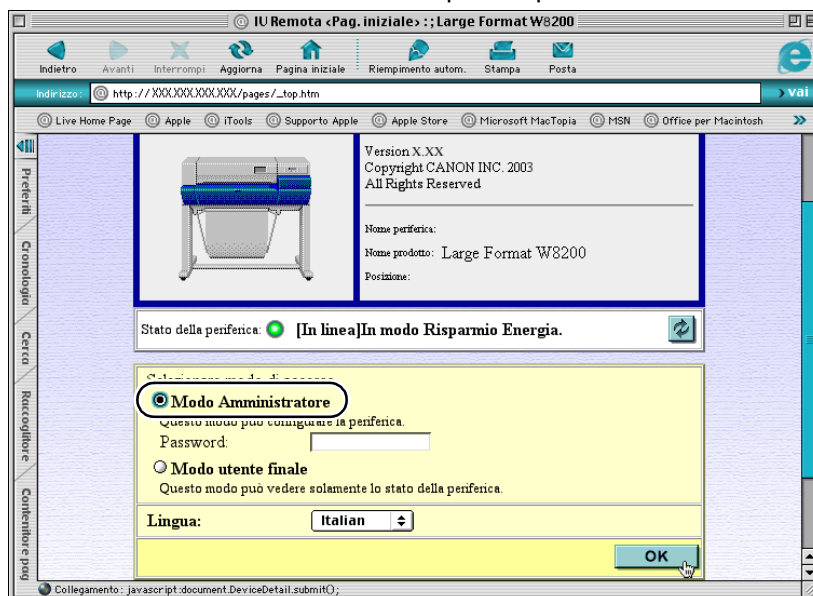 IU Remota <Pag. iniziale> : ; Large Format W8200
Indietro Avanti Interrompi Aggiorna Pagina iniziale Riempimento autom. Stampa Posta
Indirizzo: http://XXX.XXX.XXX.XXX/pages/_top.htm vai
Live Home Page Apple iTools Supporto Apple Apple Store Microsoft MacTopia MSN Office per Macintosh
Preferiti
Cronologia
Cerca
Raccoglitore
Contenitore pag
Version X.XX
Copyright CANON INC. 2003
All Rights Reserved
Nome periferica:
Nome prodotto: Large Format W8200
Posizione:
Stato della periferica: [In linea]In modo Risparmio Energia.
Modo Amministratore
Questo modo può configurare la periferica.
Password:
Modo utente finale
Questo modo può vedere solamente lo stato della periferica.
Lingua: Italian
OK
Collegamento: javascript:document.DeviceDetail.submit();